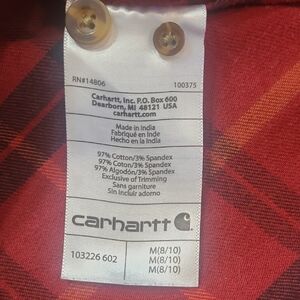 RN#14806 100375
Carhartt, Inc. P.O. Box 600
Dearborn, MI 48121 USA
carhartt.com
Made in India
Fabriqué en Inde
Hecho en la India
97% Cotton/3% Spandex
97% Coton/3% Spandex
97% Algodón/3% Spandex
Exclusive of Trimming
Sans garniture
Sin incluir adorno
carhartt
103226 602 M(8/10)
M(8/10)
M(8/10)